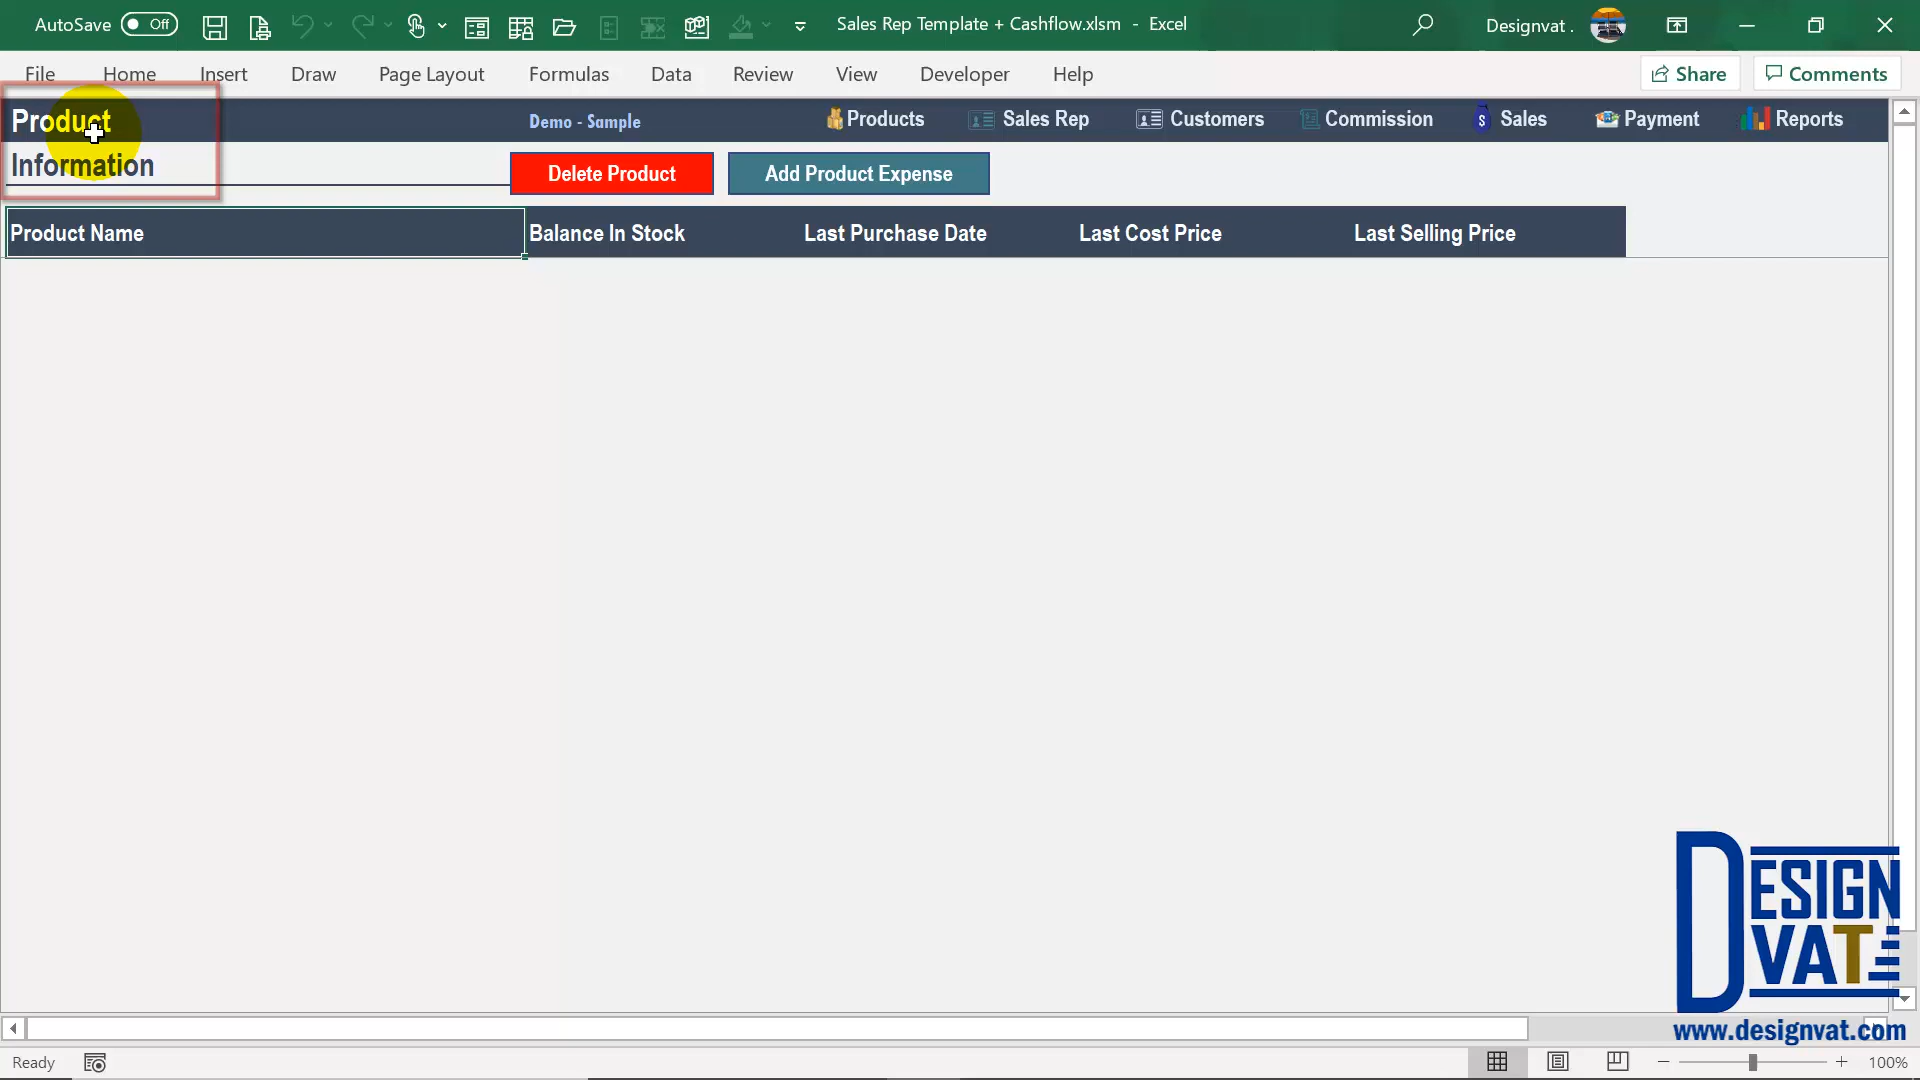 AutoSave Off
Sales Rep Template + Cashflow.xlsm - Excel
Designvat .
File Home Insert Draw Page Layout Formulas Data Review View Developer Help
Share Comments
Product
Demo - Sample
Products Sales Rep Customers Commission Sales Payment Reports
Information
Delete Product Add Product Expense
Product Name Balance In Stock Last Purchase Date Last Cost Price Last Selling Price
DESIGN
VAT
www.designvat.com
Ready
100%